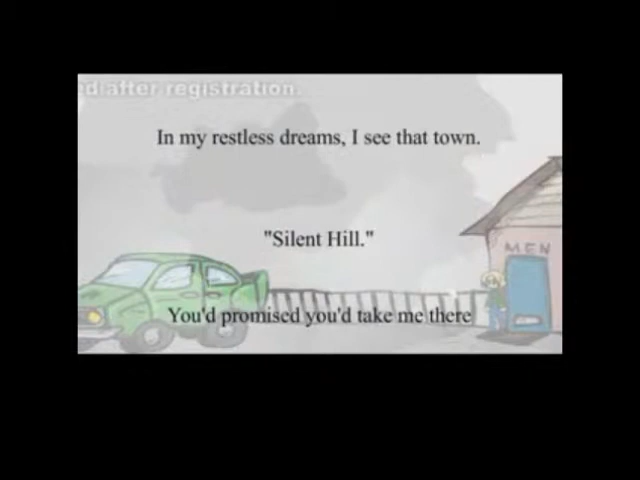 d after registration.
In my restless dreams, I see that town.
"Silent Hill."
MEN
You'd promised you'd take me there